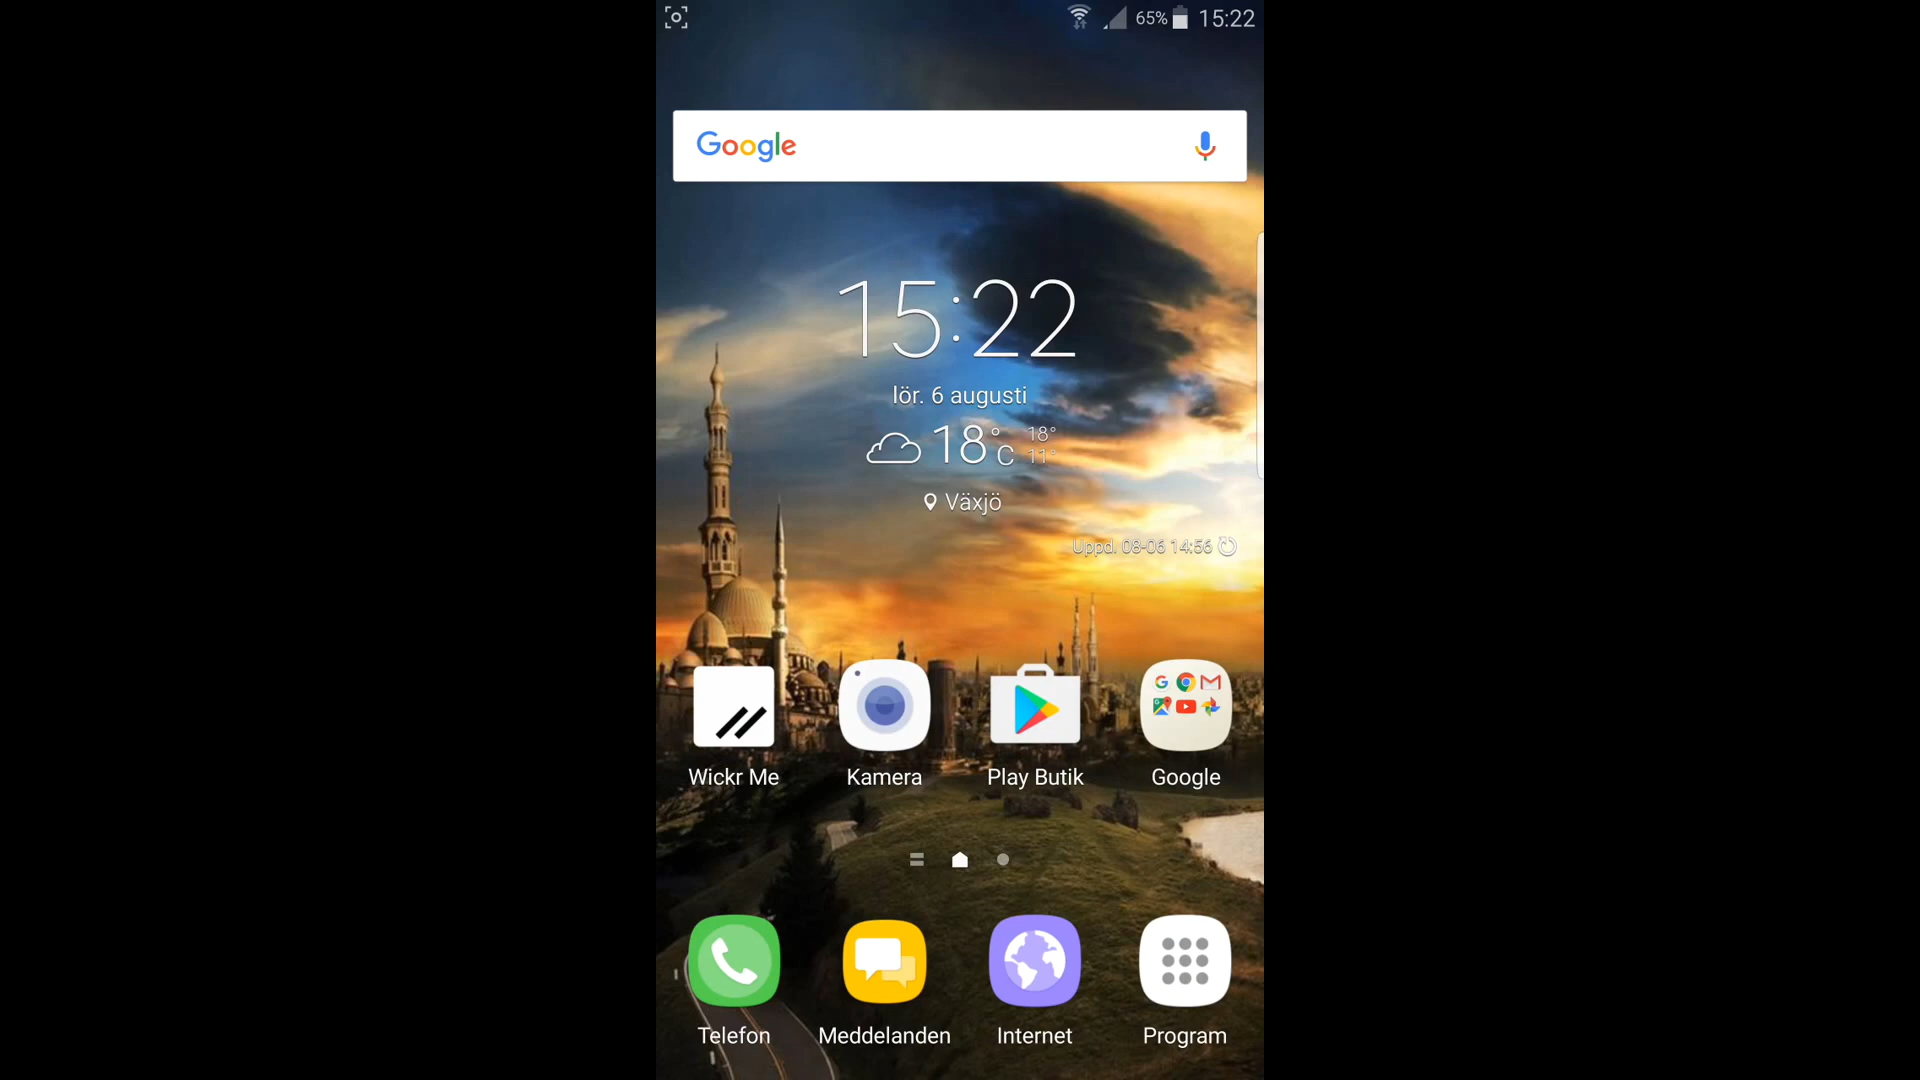 65% 15:22
Google
15:22
lör. 6 augusti
18°C 18° 11°
Växjö
Uppd. 08-06 14:56
Wickr Me Kamera Play Butik Google
Telefon Meddelanden Internet Program